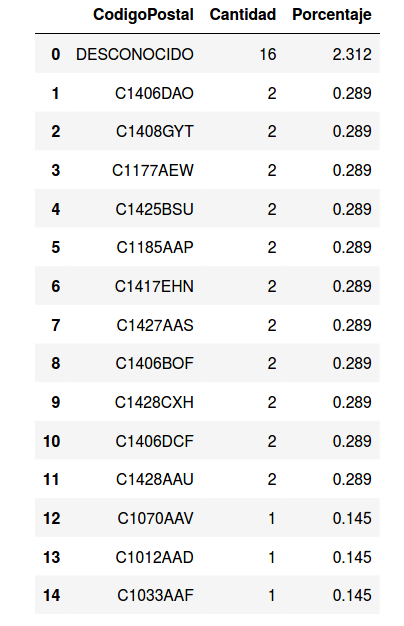 CodigoPostal Cantidad Porcentaje
0 DESCONOCIDO 16 2.312
1 C1406DAO 2 0.289
2 C1408GYT 2 0.289
3 C1177AEW 2 0.289
4 C1425BSU 2 0.289
5 C1185AAP 2 0.289
6 C1417EHN 2 0.289
7 C1427AAS 2 0.289
8 C1406BOF 2 0.289
9 C1428CXH 2 0.289
10 C1406DCF 2 0.289
11 C1428AAU 2 0.289
12 C1070AAV 1 0.145
13 C1012AAD 1 0.145
14 C1033AAF 1 0.145